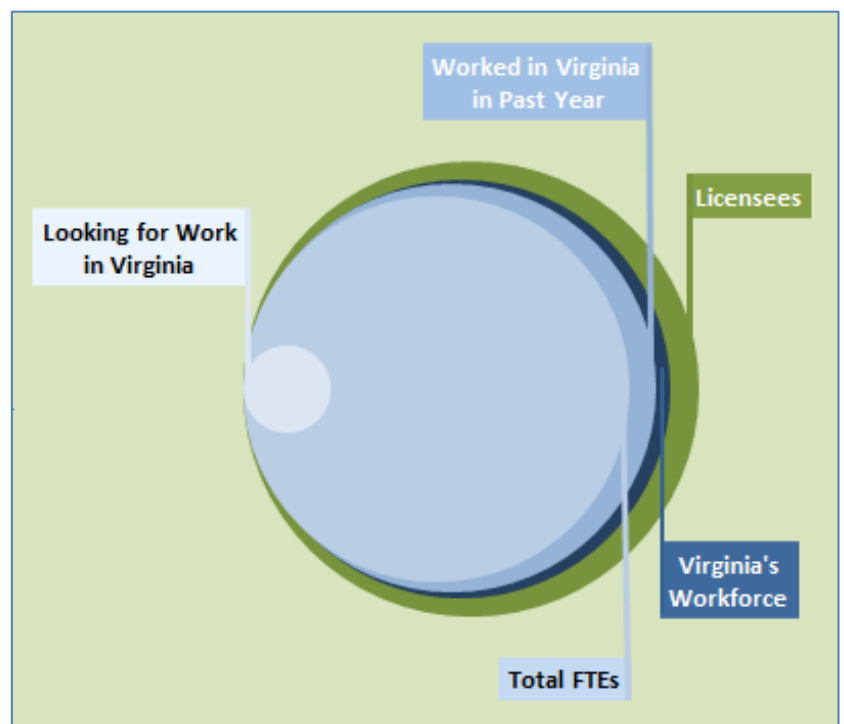 Worked in Virginia
in Past Year
Licensees
Looking for Work
in Virginia
Virginia's
Workforce
Total FTEs